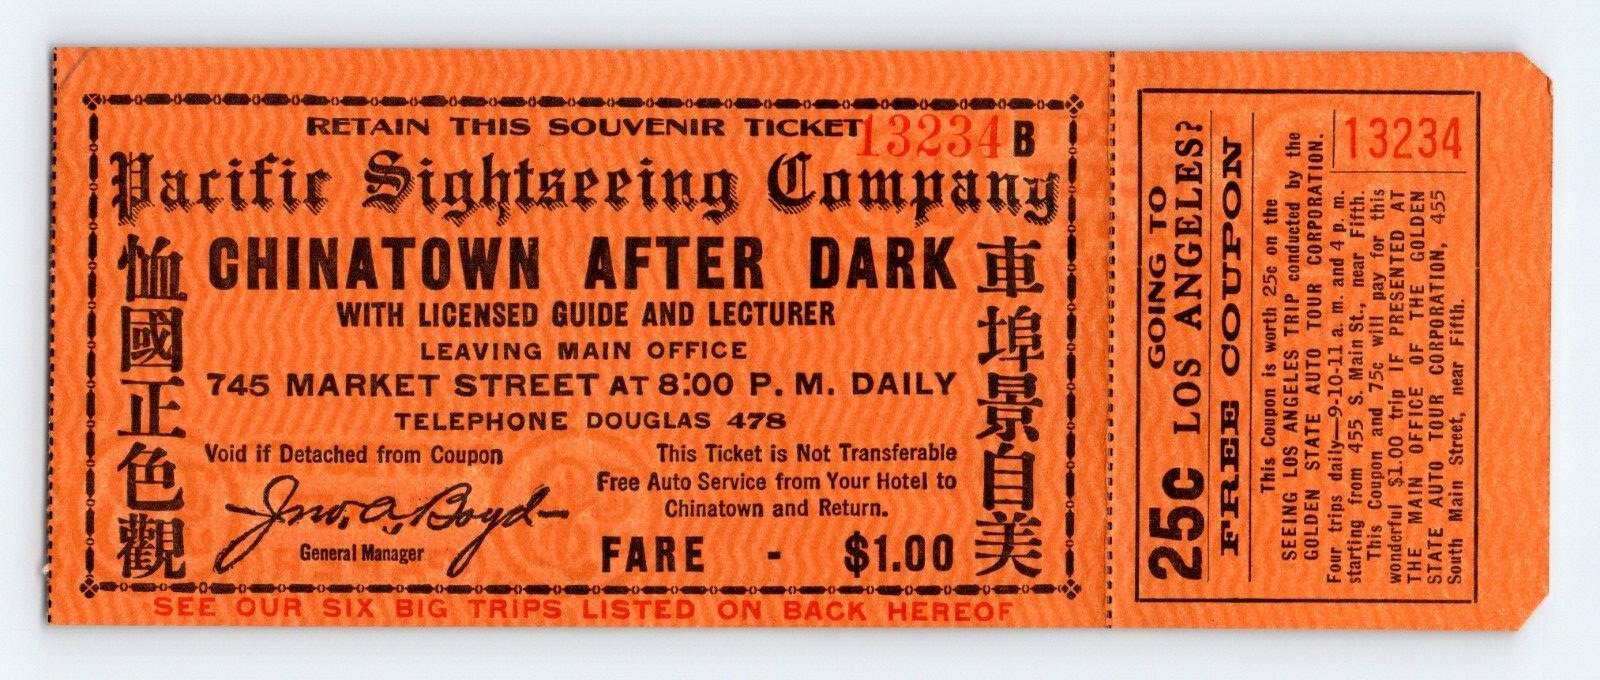 RETAIN THIS SOUVENIR TICKET 13234 B
Pacific Sightseeing Company
CHINATOWN AFTER DARK
WITH LICENSED GUIDE AND LECTURER
LEAVING MAIN OFFICE
745 MARKET STREET AT 8:00 P. M. DAILY
TELEPHONE DOUGLAS 478
Void if Detached from Coupon
Jno. A. Boyd
General Manager
This Ticket is Not Transferable
Free Auto Service from Your Hotel to
Chinatown and Return.
FARE - $1.00
恤國正色觀
車埠景自美
SEE OUR SIX BIG TRIPS LISTED ON BACK HEREOF
GOING TO
25c LOS ANGELES?
FREE COUPON
This Coupon is worth 25c on the
SEEING LOS ANGELES TRIP conducted by the
GOLDEN STATE AUTO TOUR CORPORATION.
Four trips daily—9-10-11 a. m. and 4 p. m.
starting from 455 S. Main St., near Fifth.
This Coupon and 75c will pay for this
wonderful $1.00 trip IF PRESENTED AT
THE MAIN OFFICE OF THE GOLDEN
STATE AUTO TOUR CORPORATION, 455
South Main Street, near Fifth.
13234